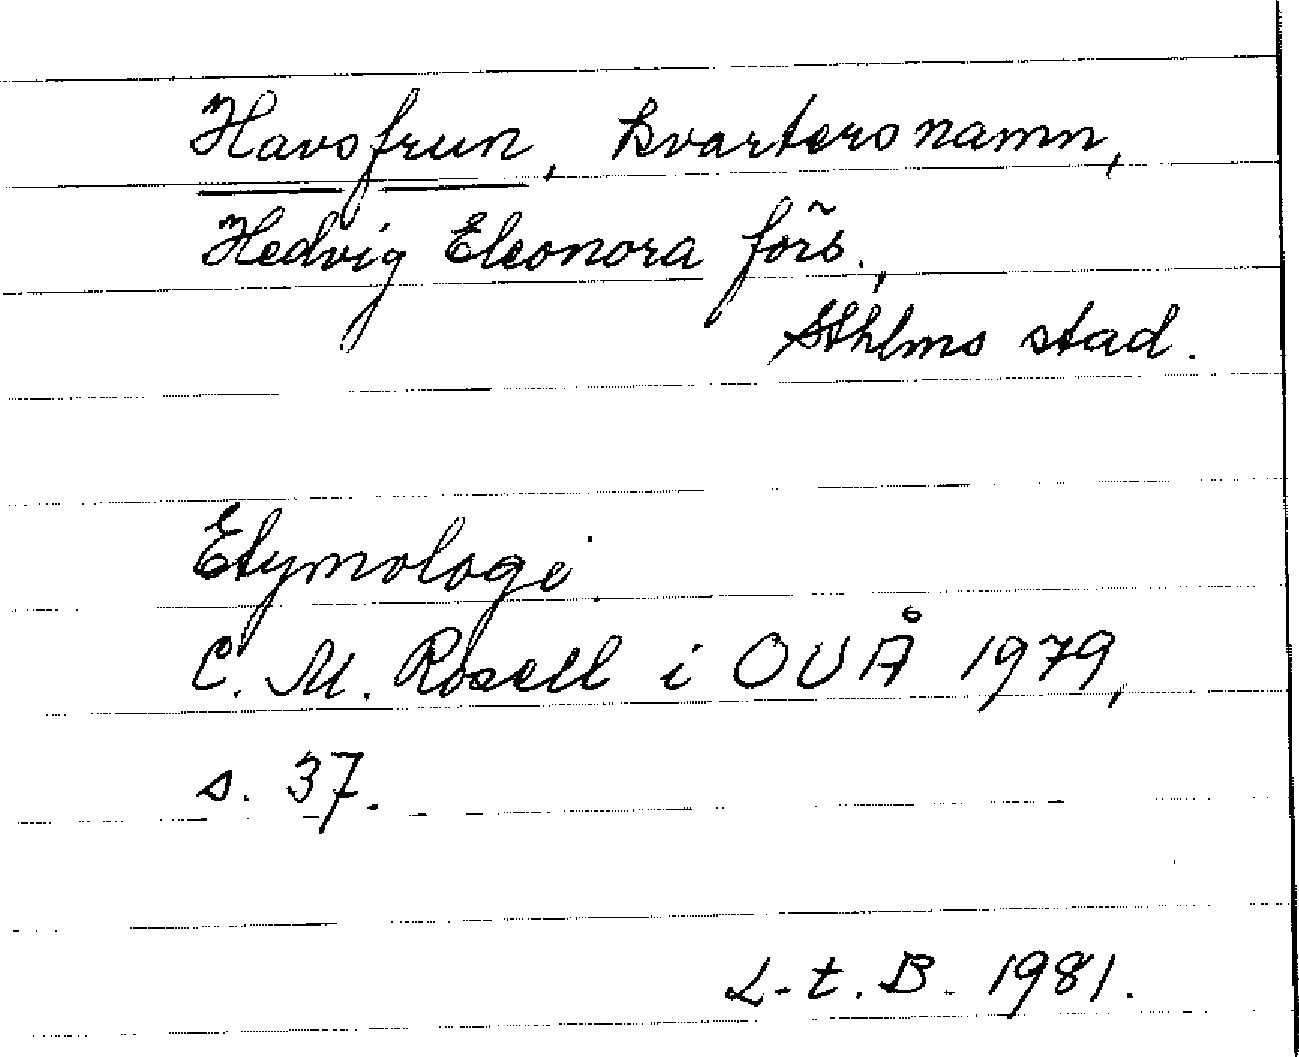 Havsfrun, kvartersnamn,
Hedvig Eleonora förs.,
Sthlms stad.
Etymologi:
C. M. Rosell i OUÅ 1979,
s. 37.
L-t. B. 1981.